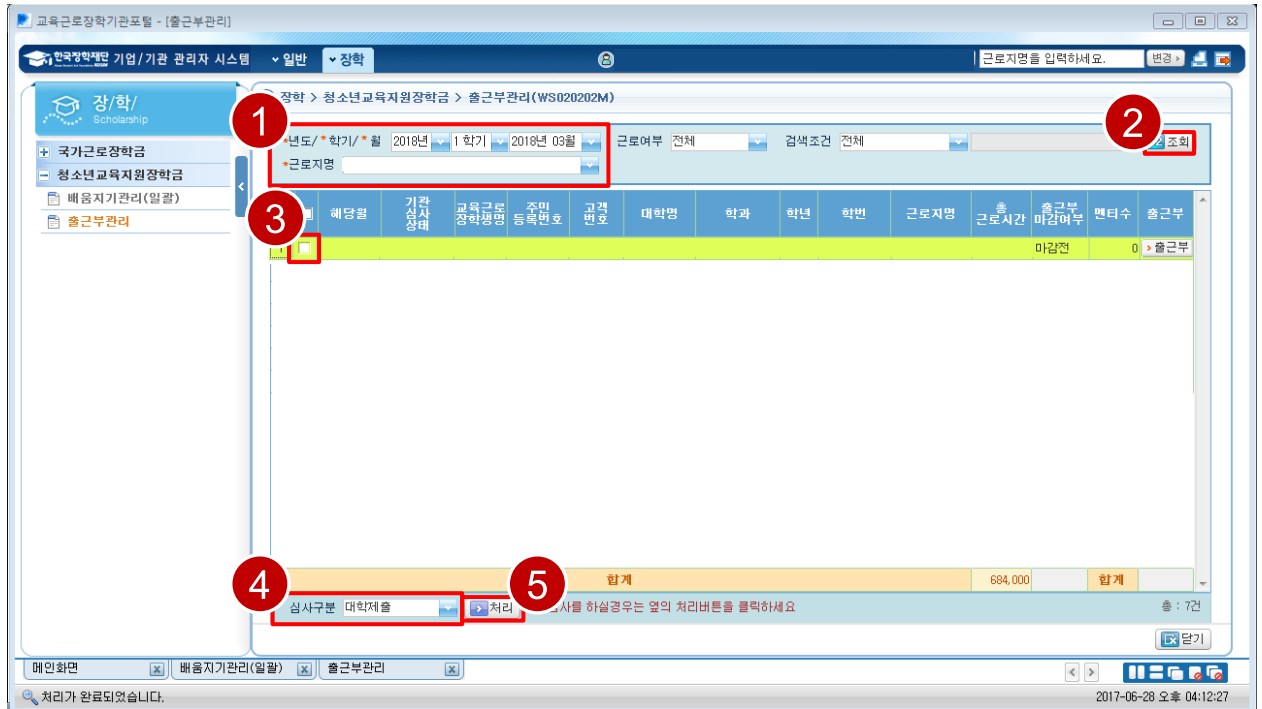 교육근로장학기관포털 - [출근부관리]
한국장학재단 기업/기관 관리자 시스템 일반 장학 근로지명을 입력하세요. 변경
장/학/
Scholarship
국가근로장학금
청소년교육지원장학금
배움지기관리(일괄)
출근부관리
장학 > 청소년교육지원장학금 > 출근부관리(WS020202M)
1
2
*년도/*학기/*월 2018년 1학기 2018년 03월 근로여부 전체 검색조건 전체 조회
*근로지명
3
해당월 기관심사상태 교육근로장학생명 주민등록번호 고객번호 대학명 학과 학년 학번 근로지명 총근로시간 출근부마감여부 멘티수 출근부
1 마감전 0 출근부
합계 684,000 합계
4
5
심사구분 대학제출 처리 사를 하실경우는 옆의 처리버튼을 클릭하세요 총 : 7건
닫기
메인화면 배움지기관리(일괄) 출근부관리
처리가 완료되었습니다. 2017-06-28 오후 04:12:27